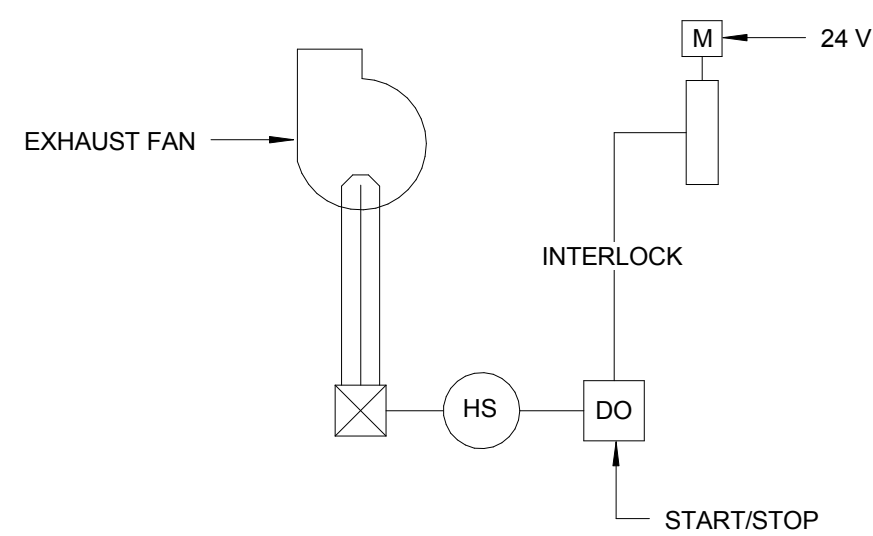 M
24 V
EXHAUST FAN
INTERLOCK
HS
DO
START/STOP